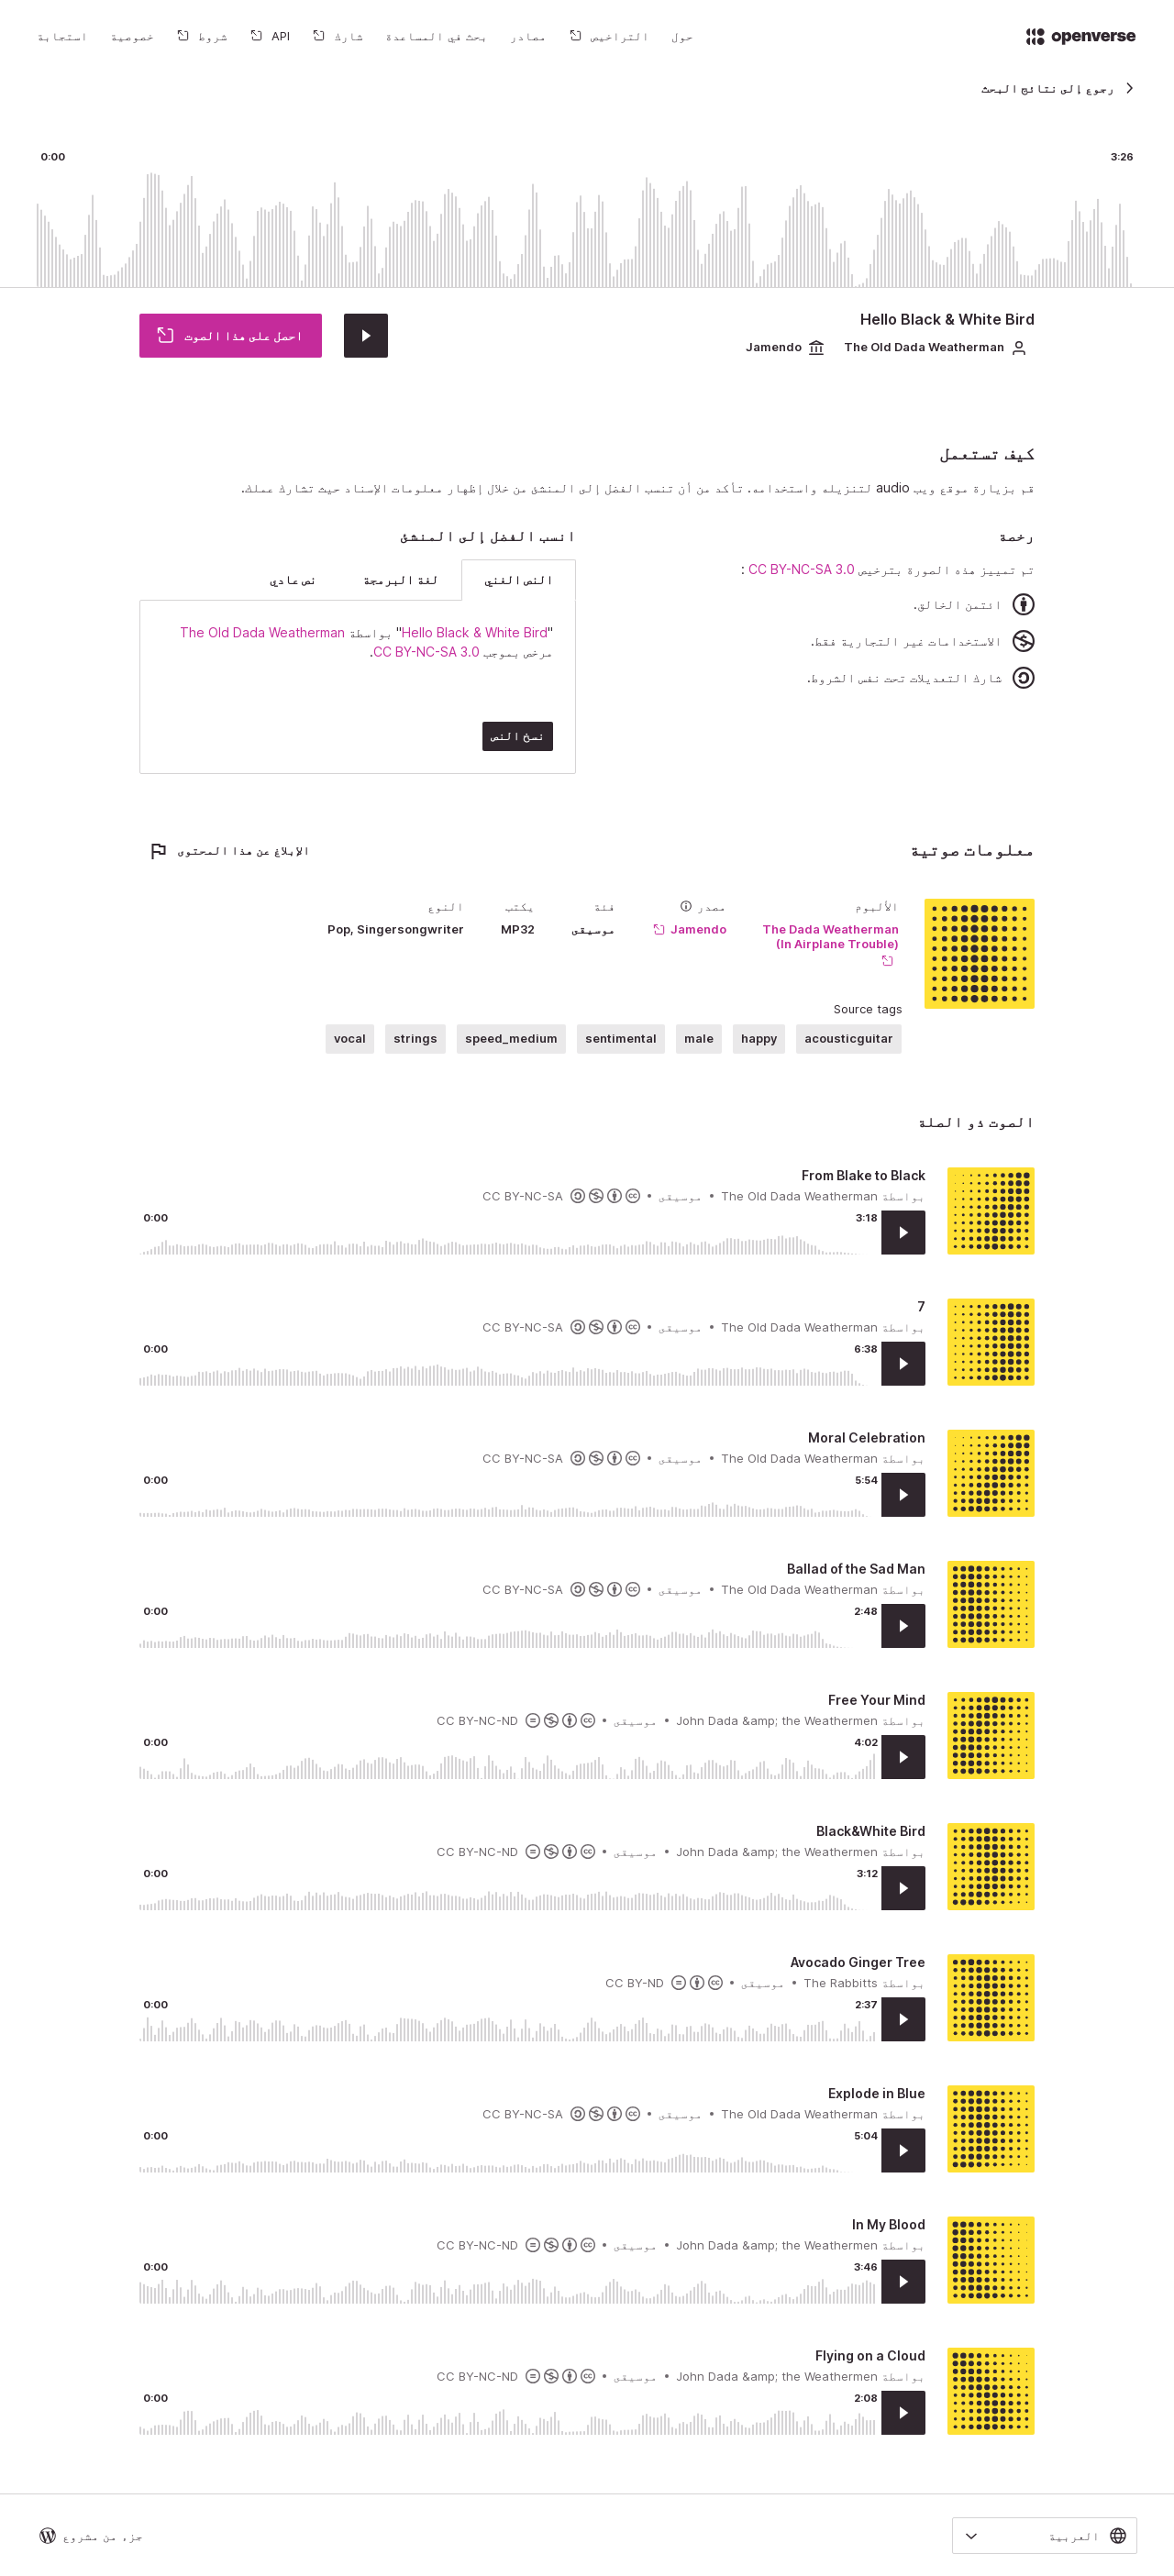 openverse
حول
التراخيص
مصادر
بحث في المساعدة
شارك
API
شروط
خصوصية
استجابة
رجوع إلى نتائج البحث
0:00
3:26
Hello Black & White Bird
The Old Dada Weatherman
Jamendo
احصل على هذا الصوت
كيف تستعمل
قم بزيارة موقع ويب audio لتنزيله واستخدامه. تأكد من أن تنسب الفضل إلى المنشئ من خلال إظهار معلومات الإسناد حيث تشارك عملك.
رخصة
تم تمييز هذه الصورة بترخيص CC BY-NC-SA 3.0 :
ائتمن الخالق.
الاستخدامات غير التجارية فقط.
شارك التعديلات تحت نفس الشروط.
انسب الفضل إلى المنشئ
النص الغني
لغة البرمجة
نص عادي
"Hello Black & White Bird" بواسطة The Old Dada Weatherman
مرخص بموجب CC BY-NC-SA 3.0.
نسخ النص
معلومات صوتية
الإبلاغ عن هذا المحتوى
الألبوم
The Dada Weatherman
(In Airplane Trouble)
مصدر
Jamendo
فئة
موسيقى
يكتب
MP32
النوع
Pop, Singersongwriter
Source tags
acousticguitar
happy
male
sentimental
speed_medium
strings
vocal
الصوت ذو الصلة
From Blake to Black
بواسطة The Old Dada Weatherman • موسيقى • CC BY-NC-SA
0:00
3:18
7
بواسطة The Old Dada Weatherman • موسيقى • CC BY-NC-SA
0:00
6:38
Moral Celebration
بواسطة The Old Dada Weatherman • موسيقى • CC BY-NC-SA
0:00
5:54
Ballad of the Sad Man
بواسطة The Old Dada Weatherman • موسيقى • CC BY-NC-SA
0:00
2:48
Free Your Mind
بواسطة John Dada &amp; the Weathermen • موسيقى • CC BY-NC-ND
0:00
4:02
Black&White Bird
بواسطة John Dada &amp; the Weathermen • موسيقى • CC BY-NC-ND
0:00
3:12
Avocado Ginger Tree
بواسطة The Rabbitts • موسيقى • CC BY-ND
0:00
2:37
Explode in Blue
بواسطة The Old Dada Weatherman • موسيقى • CC BY-NC-SA
0:00
5:04
In My Blood
بواسطة John Dada &amp; the Weathermen • موسيقى • CC BY-NC-ND
0:00
3:46
Flying on a Cloud
بواسطة John Dada &amp; the Weathermen • موسيقى • CC BY-NC-ND
0:00
2:08
العربية
جزء من مشروع